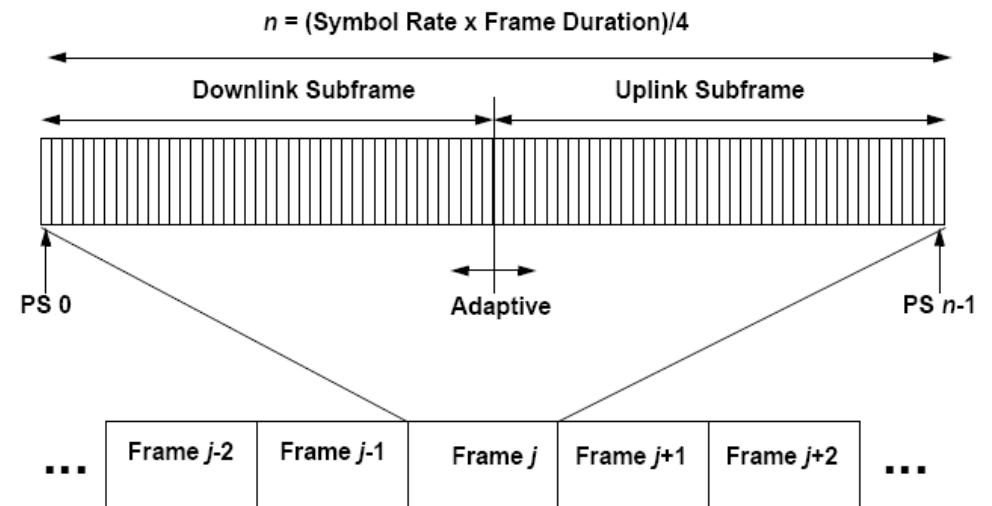 n = (Symbol Rate x Frame Duration)/4
Downlink Subframe
Uplink Subframe
PS 0
Adaptive
PS n-1
... Frame j-2 Frame j-1 Frame j Frame j+1 Frame j+2 ...